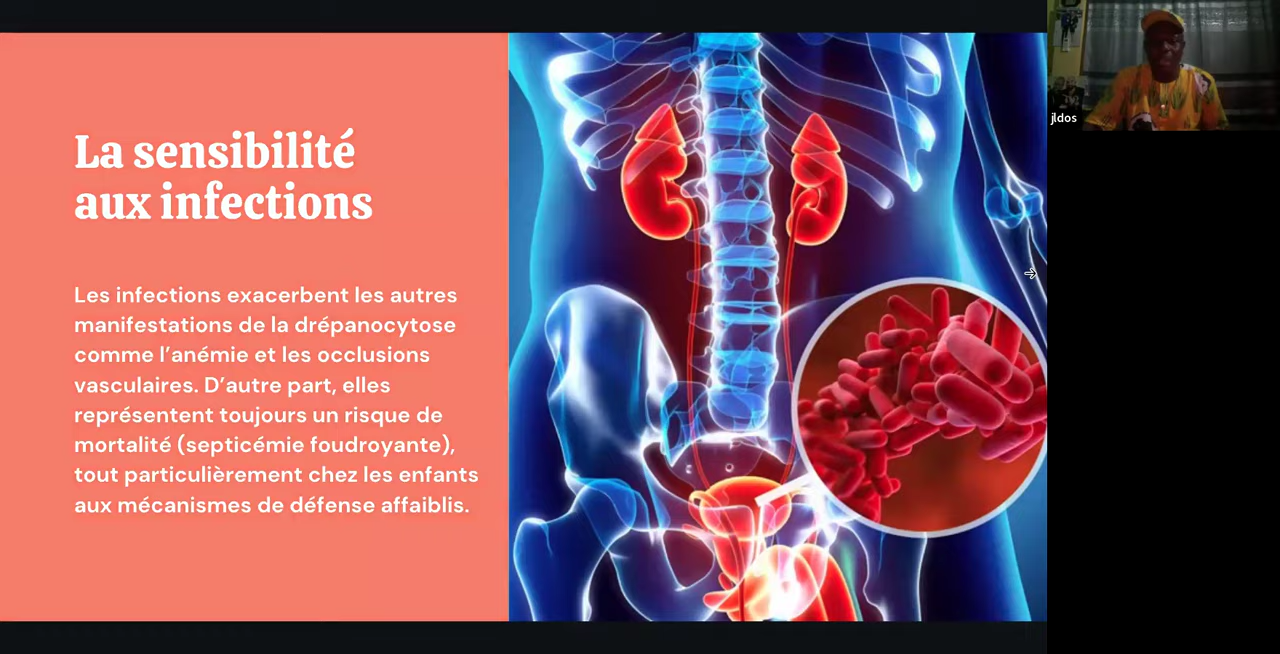 La sensibilité
aux infections
Les infections exacerbent les autres
manifestations de la drépanocytose
comme l’anémie et les occlusions
vasculaires. D’autre part, elles
représentent toujours un risque de
mortalité (septicémie foudroyante),
tout particulièrement chez les enfants
aux mécanismes de défense affaiblis.
jldos